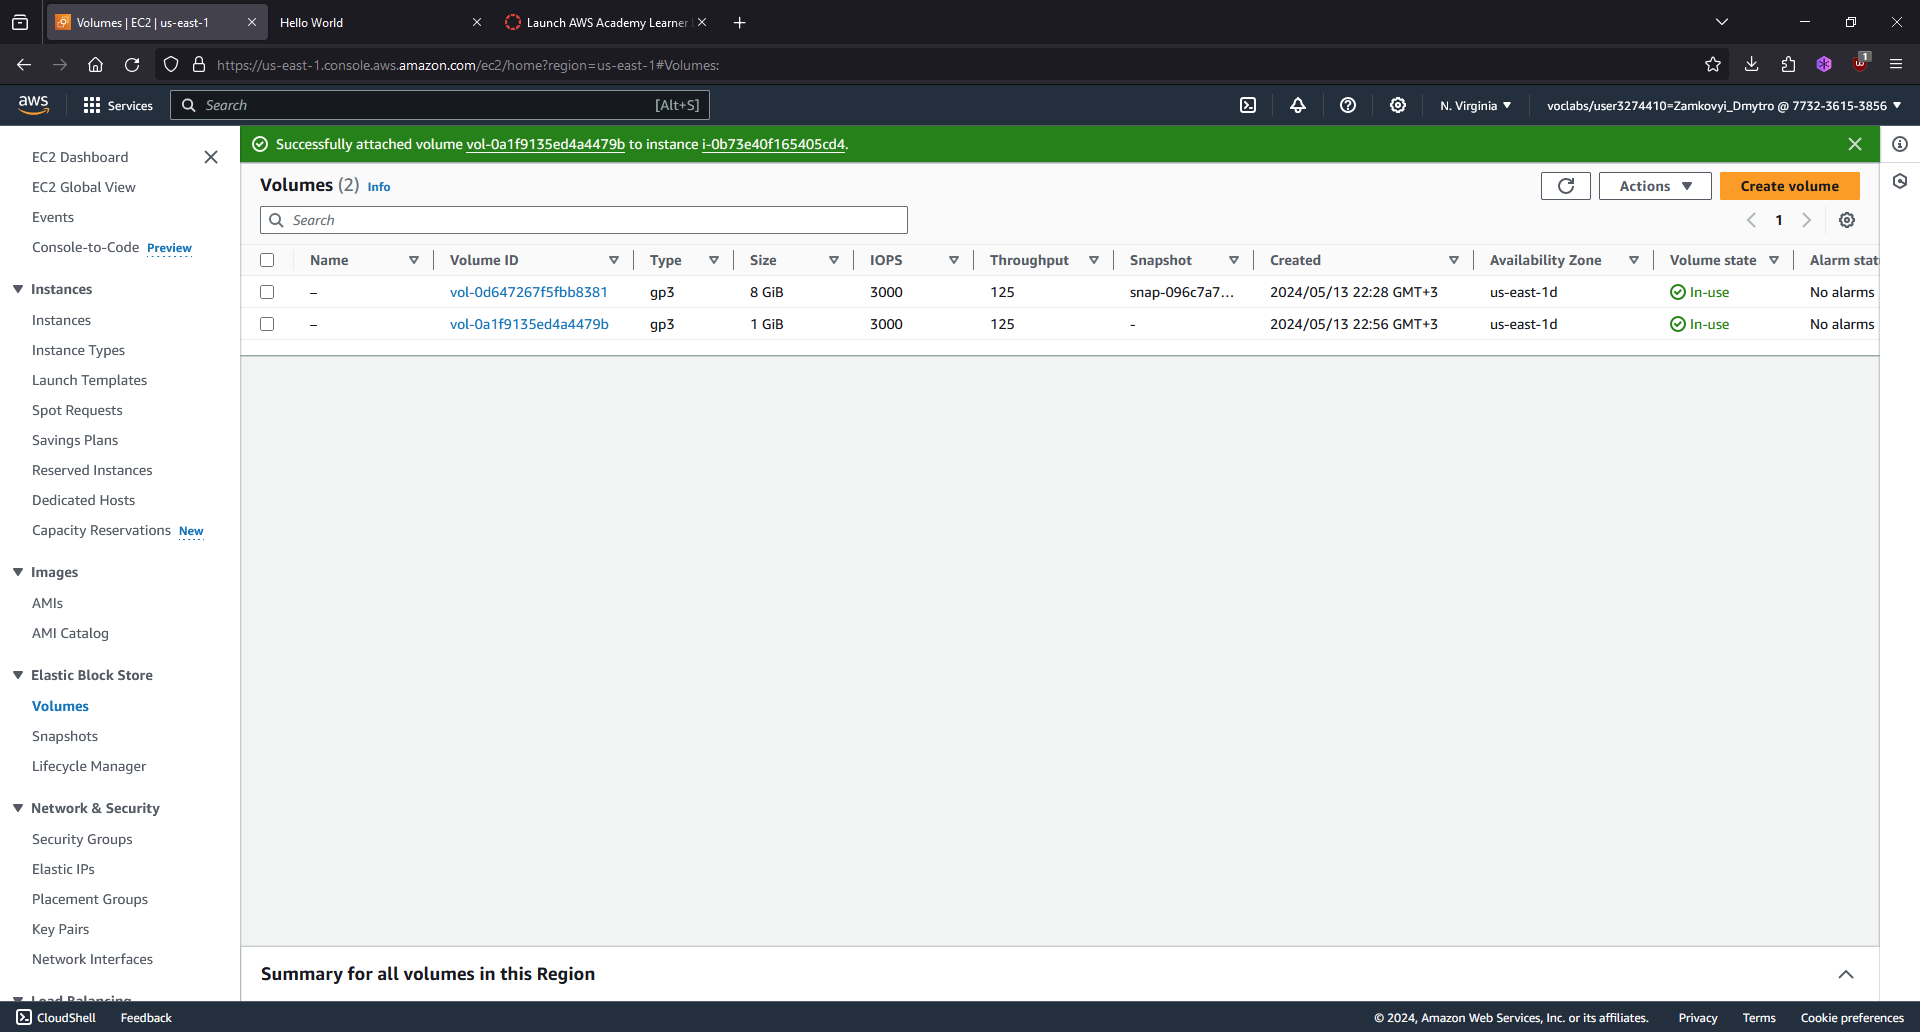 Volumes | EC2 | us-east-1
Hello World
Launch AWS Academy Learner
https://us-east-1.console.aws.amazon.com/ec2/home?region=us-east-1#Volumes:
1
aws
Services
Search
[Alt+S]
N. Virginia
voclabs/user3274410=Zamkovyi_Dmytro @ 7732-3615-3856
EC2 Dashboard
EC2 Global View
Events
Console-to-Code Preview
Instances
Instances
Instance Types
Launch Templates
Spot Requests
Savings Plans
Reserved Instances
Dedicated Hosts
Capacity Reservations New
Images
AMIs
AMI Catalog
Elastic Block Store
Volumes
Snapshots
Lifecycle Manager
Network & Security
Security Groups
Elastic IPs
Placement Groups
Key Pairs
Network Interfaces
Load Balancing
Successfully attached volume vol-0a1f9135ed4a4479b to instance i-0b73e40f165405cd4.
Volumes (2) Info
Actions
Create volume
Search
1
Name Volume ID Type Size IOPS Throughput Snapshot Created Availability Zone Volume state Alarm stat
– vol-0d647267f5fbb8381 gp3 8 GiB 3000 125 snap-096c7a7... 2024/05/13 22:28 GMT+3 us-east-1d In-use No alarms
– vol-0a1f9135ed4a4479b gp3 1 GiB 3000 125 - 2024/05/13 22:56 GMT+3 us-east-1d In-use No alarms
Summary for all volumes in this Region
CloudShell
Feedback
© 2024, Amazon Web Services, Inc. or its affiliates.
Privacy
Terms
Cookie preferences